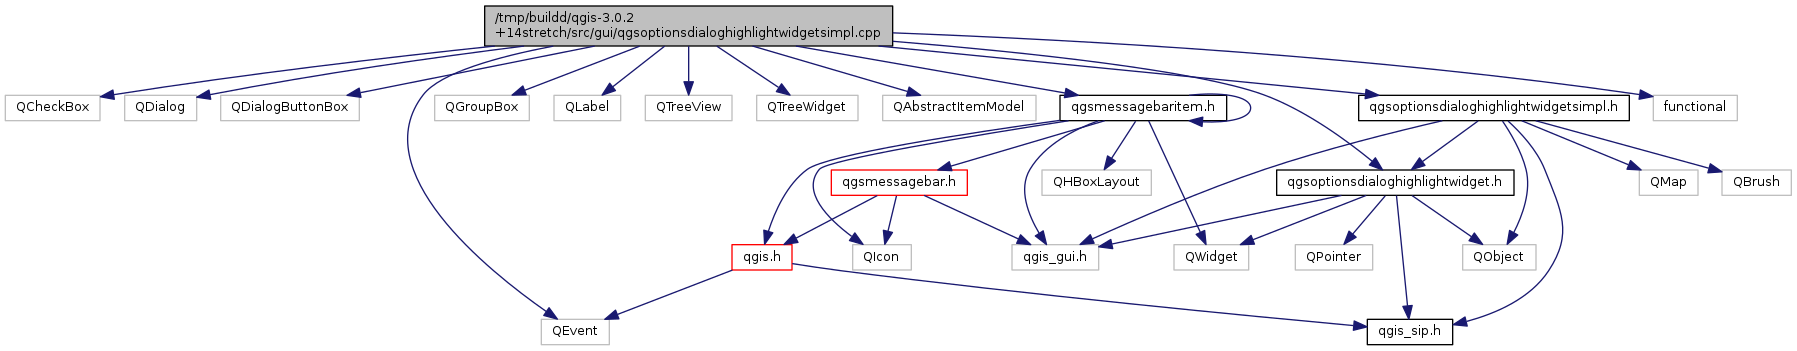 /tmp/buildd/qgis-3.0.2
+14stretch/src/gui/qgsoptionsdialoghighlightwidgetsimpl.cpp
QCheckBox
QDialog
QDialogButtonBox
QGroupBox
QLabel
QTreeView
QTreeWidget
QAbstractItemModel
qgsmessagebaritem.h
qgsoptionsdialoghighlightwidgetsimpl.h
functional
qgsmessagebar.h
QHBoxLayout
qgsoptionsdialoghighlightwidget.h
QMap
QBrush
qgis.h
QIcon
qgis_gui.h
QWidget
QPointer
QObject
QEvent
qgis_sip.h